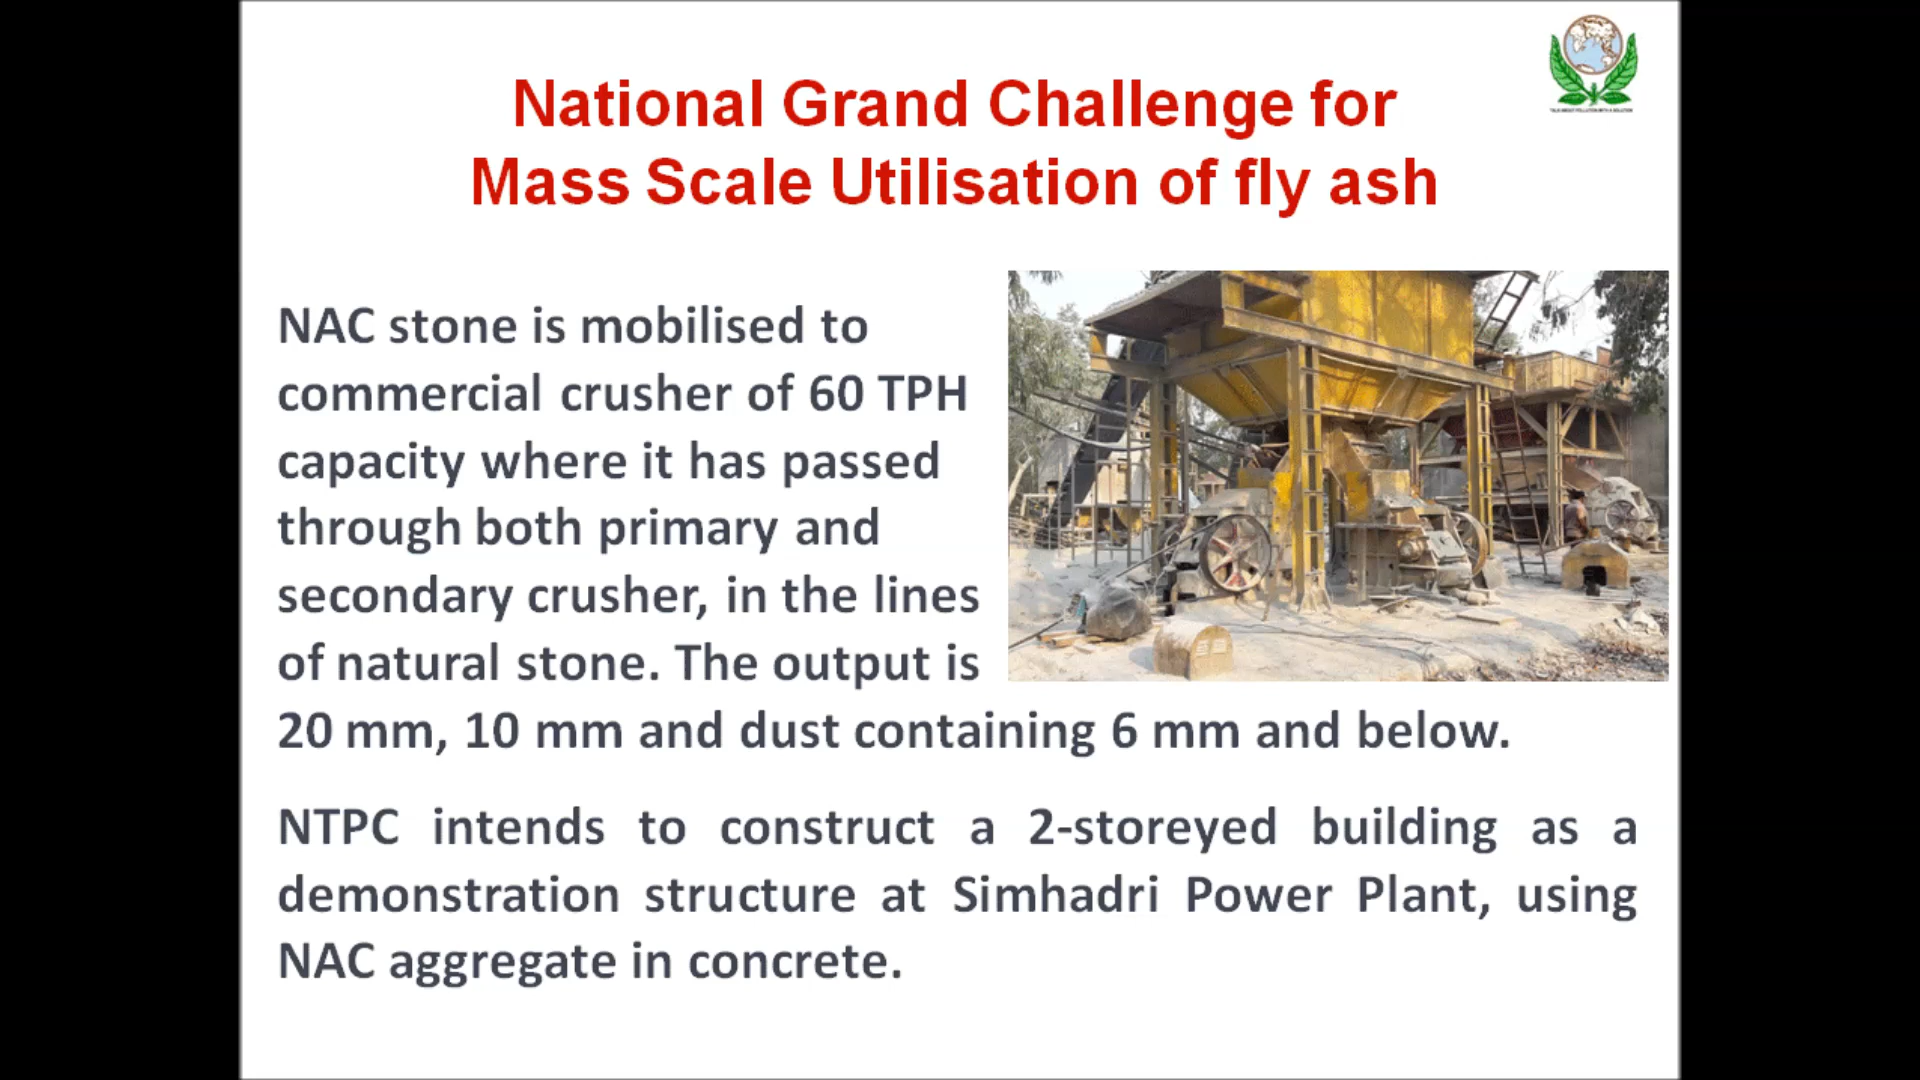 National Grand Challenge for
Mass Scale Utilisation of fly ash
NAC stone is mobilised to
commercial crusher of 60 TPH
capacity where it has passed
through both primary and
secondary crusher, in the lines
of natural stone. The output is
20 mm, 10 mm and dust containing 6 mm and below.
NTPC intends to construct a 2-storeyed building as a
demonstration structure at Simhadri Power Plant, using
NAC aggregate in concrete.